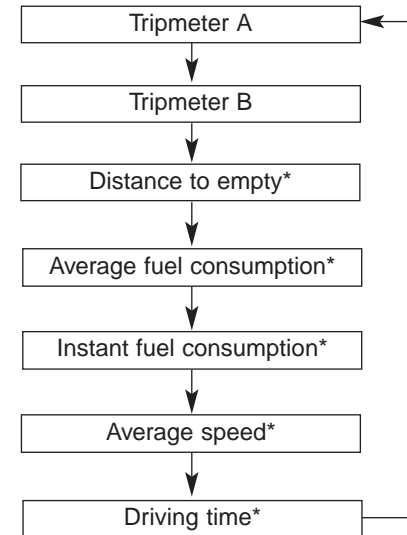 Tripmeter A
Tripmeter B
Distance to empty*
Average fuel consumption*
Instant fuel consumption*
Average speed*
Driving time*